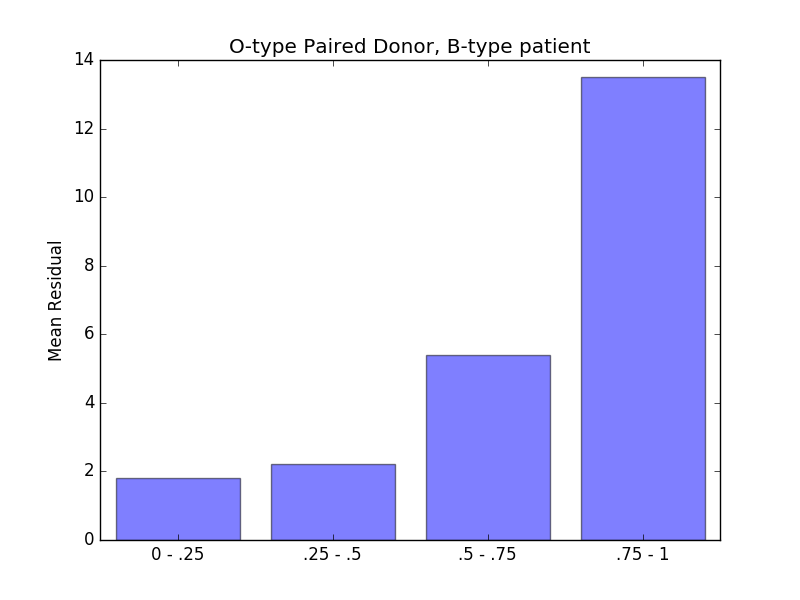 O-type Paired Donor, B-type patient
Mean Residual
14
12
10
8
6
4
2
0
0 - .25
.25 - .5
.5 - .75
.75 - 1